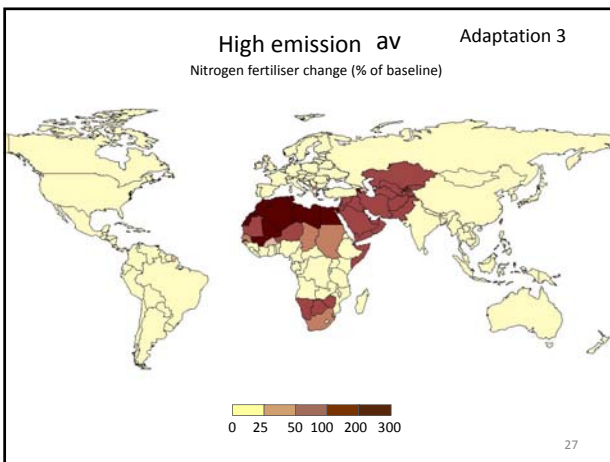 High emission av
Adaptation 3
Nitrogen fertiliser change (% of baseline)
0 25 50 100 200 300
27